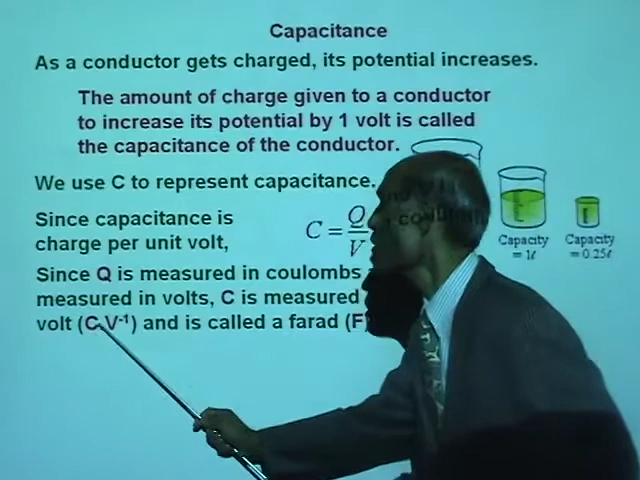 Capacitance
As a conductor gets charged, its potential increases.
The amount of charge given to a conductor
to increase its potential by 1 volt is called
the capacitance of the conductor.
We use C to represent capacitance.
Since capacitance is
charge per unit volt,
C = Q/V
Capacity
= 1ℓ
Capacity
= 0.25ℓ
Since Q is measured in coulombs
measured in volts, C is measured
volt (C V⁻¹) and is called a farad (F)